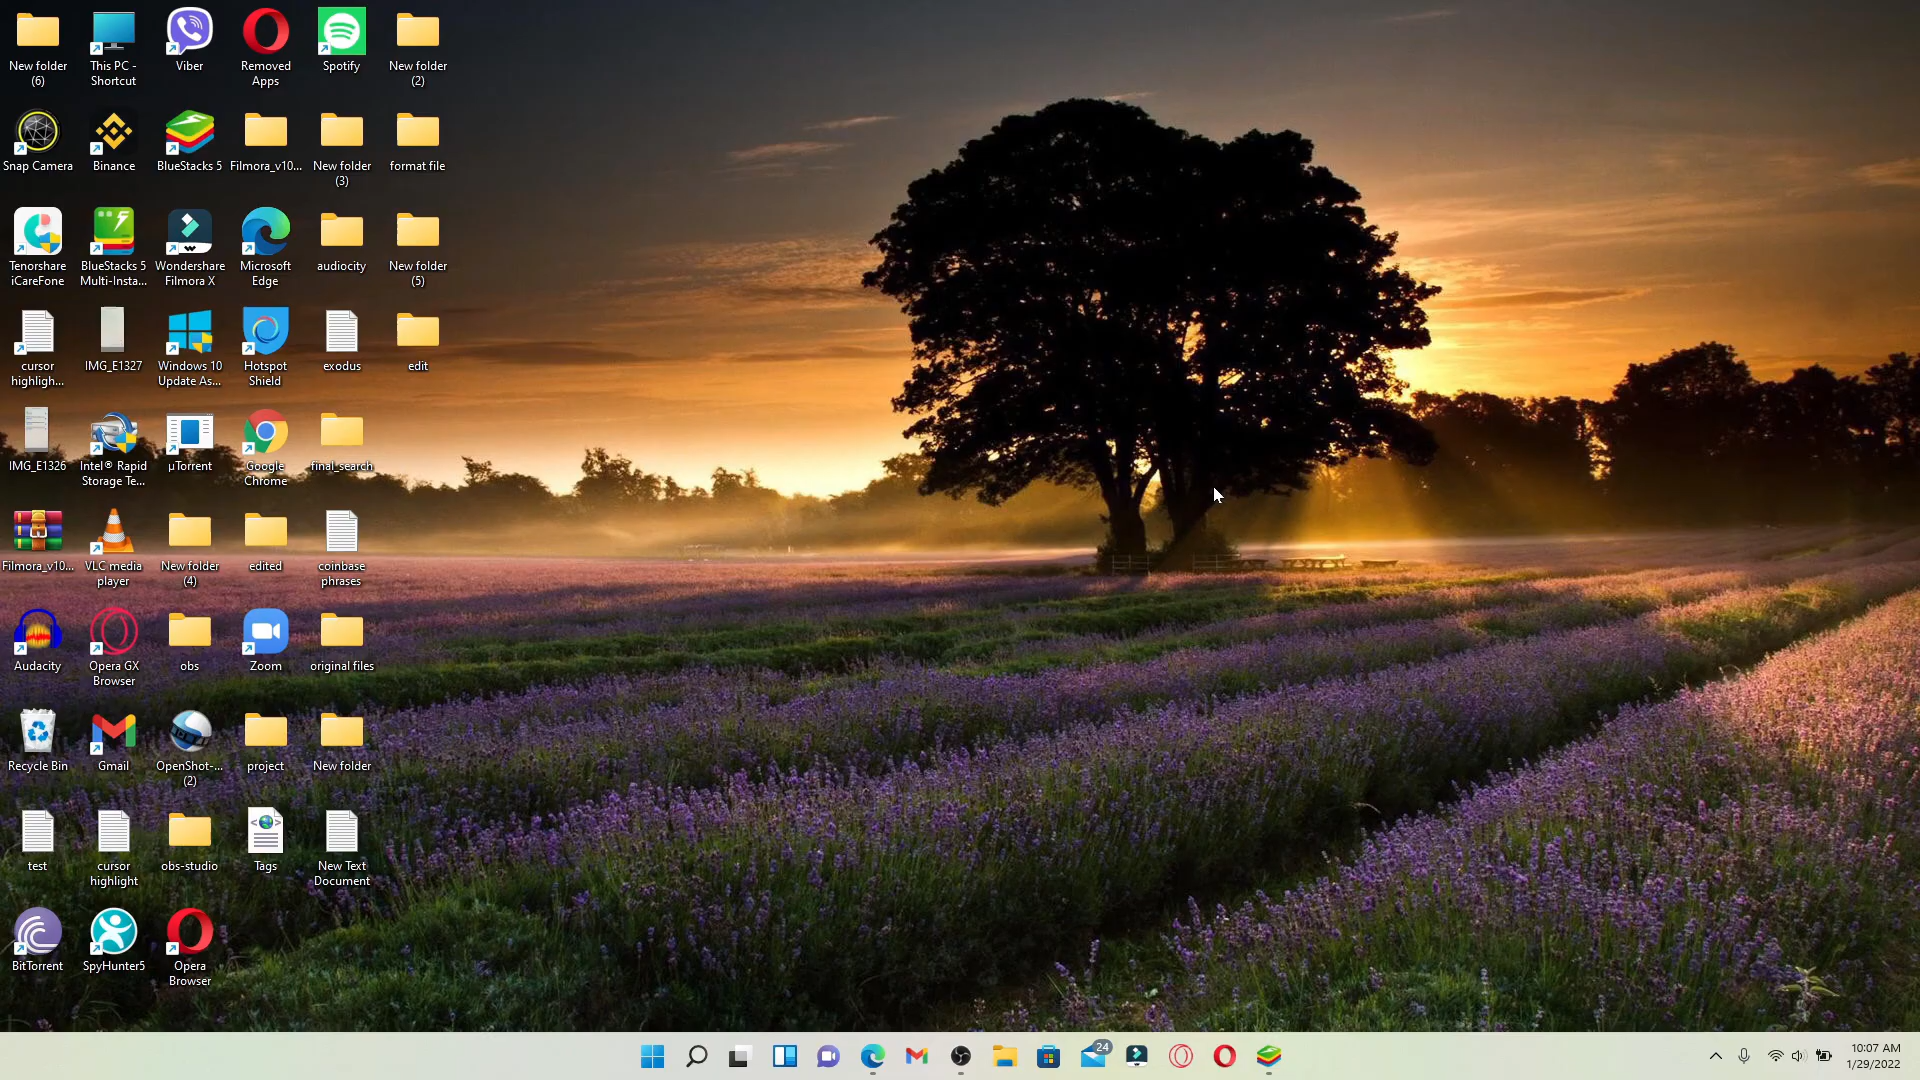 New folder
(6)
This PC -
Shortcut
Viber
Removed
Apps
Spotify
New folder
(2)
Snap Camera
Binance
BlueStacks 5
Filmora_v10...
New folder
(3)
format file
Tenorshare
iCareFone
BlueStacks 5
Multi-Insta...
Wondershare
Filmora X
Microsoft
Edge
audiocity
New folder
(5)
cursor
highligh...
IMG_E1327
Windows 10
Update As...
Hotspot
Shield
exodus
edit
IMG_E1326
Intel® Rapid
Storage Te...
µTorrent
Google
Chrome
final_search
Filmora_v10...
VLC media
player
New folder
(4)
edited
coinbase
phrases
Audacity
Opera GX
Browser
obs
Zoom
original files
Recycle Bin
Gmail
OpenShot-...
(2)
project
New folder
test
cursor
highlight
obs-studio
Tags
New Text
Document
BitTorrent
SpyHunter5
Opera
Browser
24
10:07 AM
1/29/2022